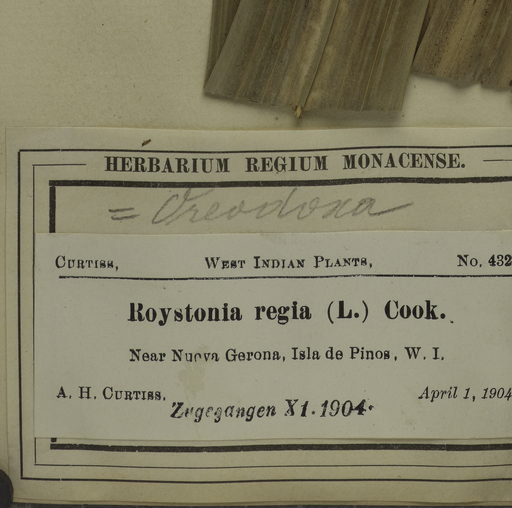 HERBARIUM REGIUM MONACENSE.
= Oreodoxa
CURTISS, WEST INDIAN PLANTS, No. 432
Roystonia regia (L.) Cook.
Near Nueva Gerona, Isla de Pinos, W. I.
A. H. CURTISS. April 1, 1904
Zugegangen XI. 1904.